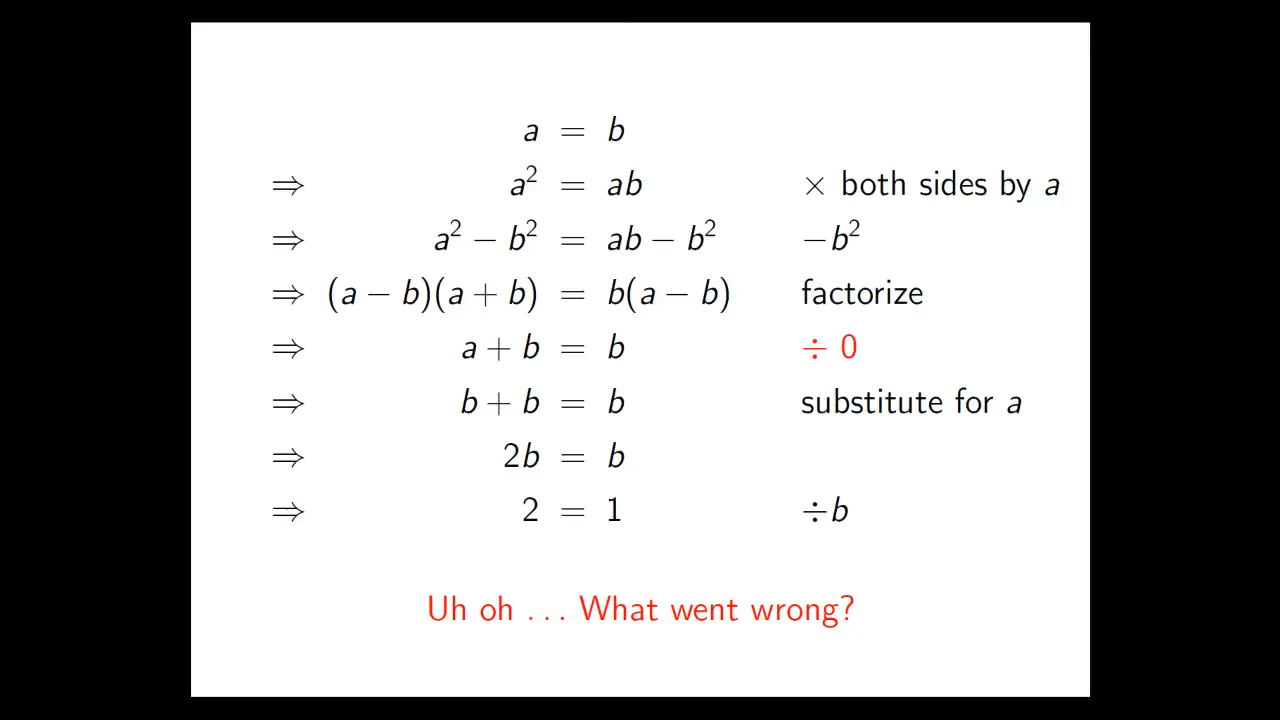 a = b
⇒ a² = ab × both sides by a
⇒ a² − b² = ab − b² −b²
⇒ (a − b)(a + b) = b(a − b) factorize
⇒ a + b = b ÷ 0
⇒ b + b = b substitute for a
⇒ 2b = b
⇒ 2 = 1 ÷b
Uh oh . . . What went wrong?